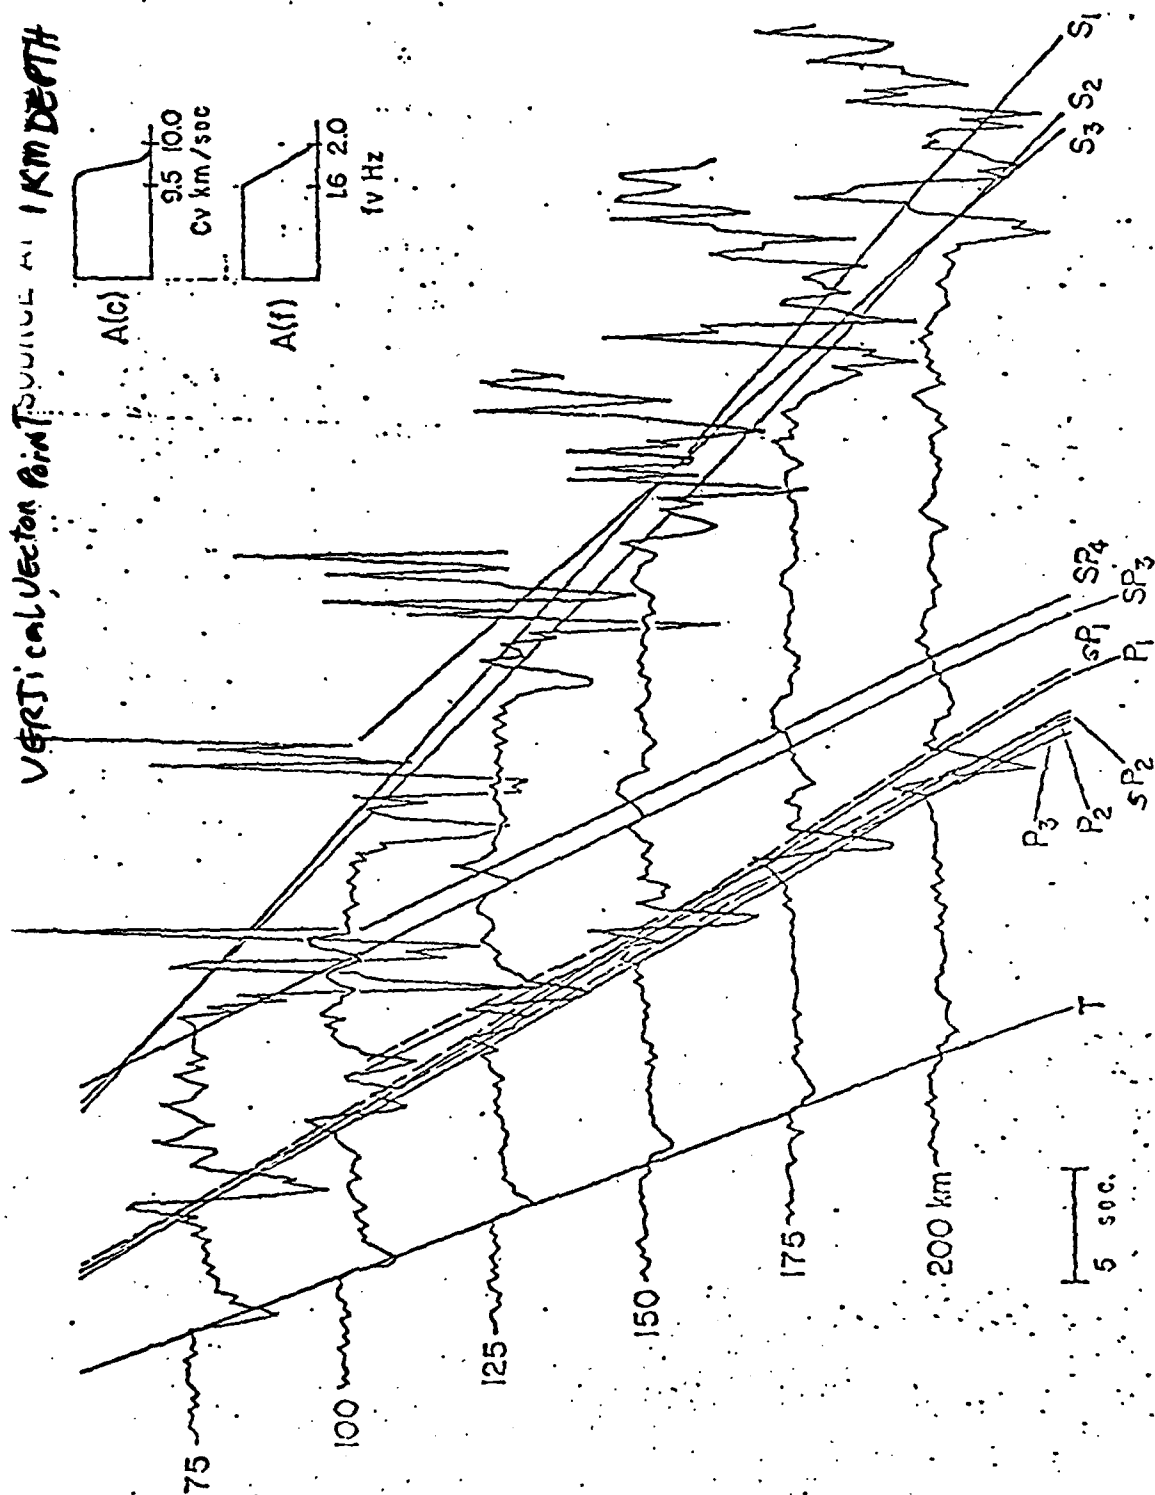 VERTical, VECTOR POINT SOURCE AT 1 KM DEPTH
A(c)
9.5 10.0
Cv km/sec
A(f)
1.6 2.0
fv Hz
S1
S2
S3
SP4
SP3
sP1
P1
sP2
P2
P3
T
75
100
125
150
175
200 km
5 sec.